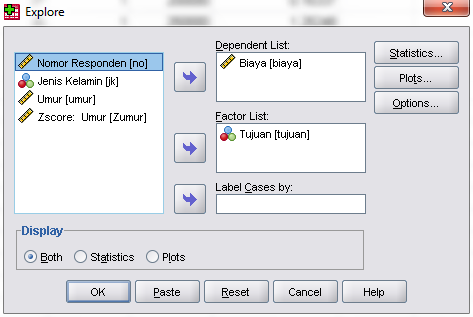 Explore
Nomor Responden [no]
Jenis Kelamin [jk]
Umur [umur]
Zscore: Umur [Zumur]
Dependent List:
Biaya [biaya]
Factor List:
Tujuan [tujuan]
Label Cases by:
Statistics...
Plots...
Options...
Display
Both Statistics Plots
OK Paste Reset Cancel Help